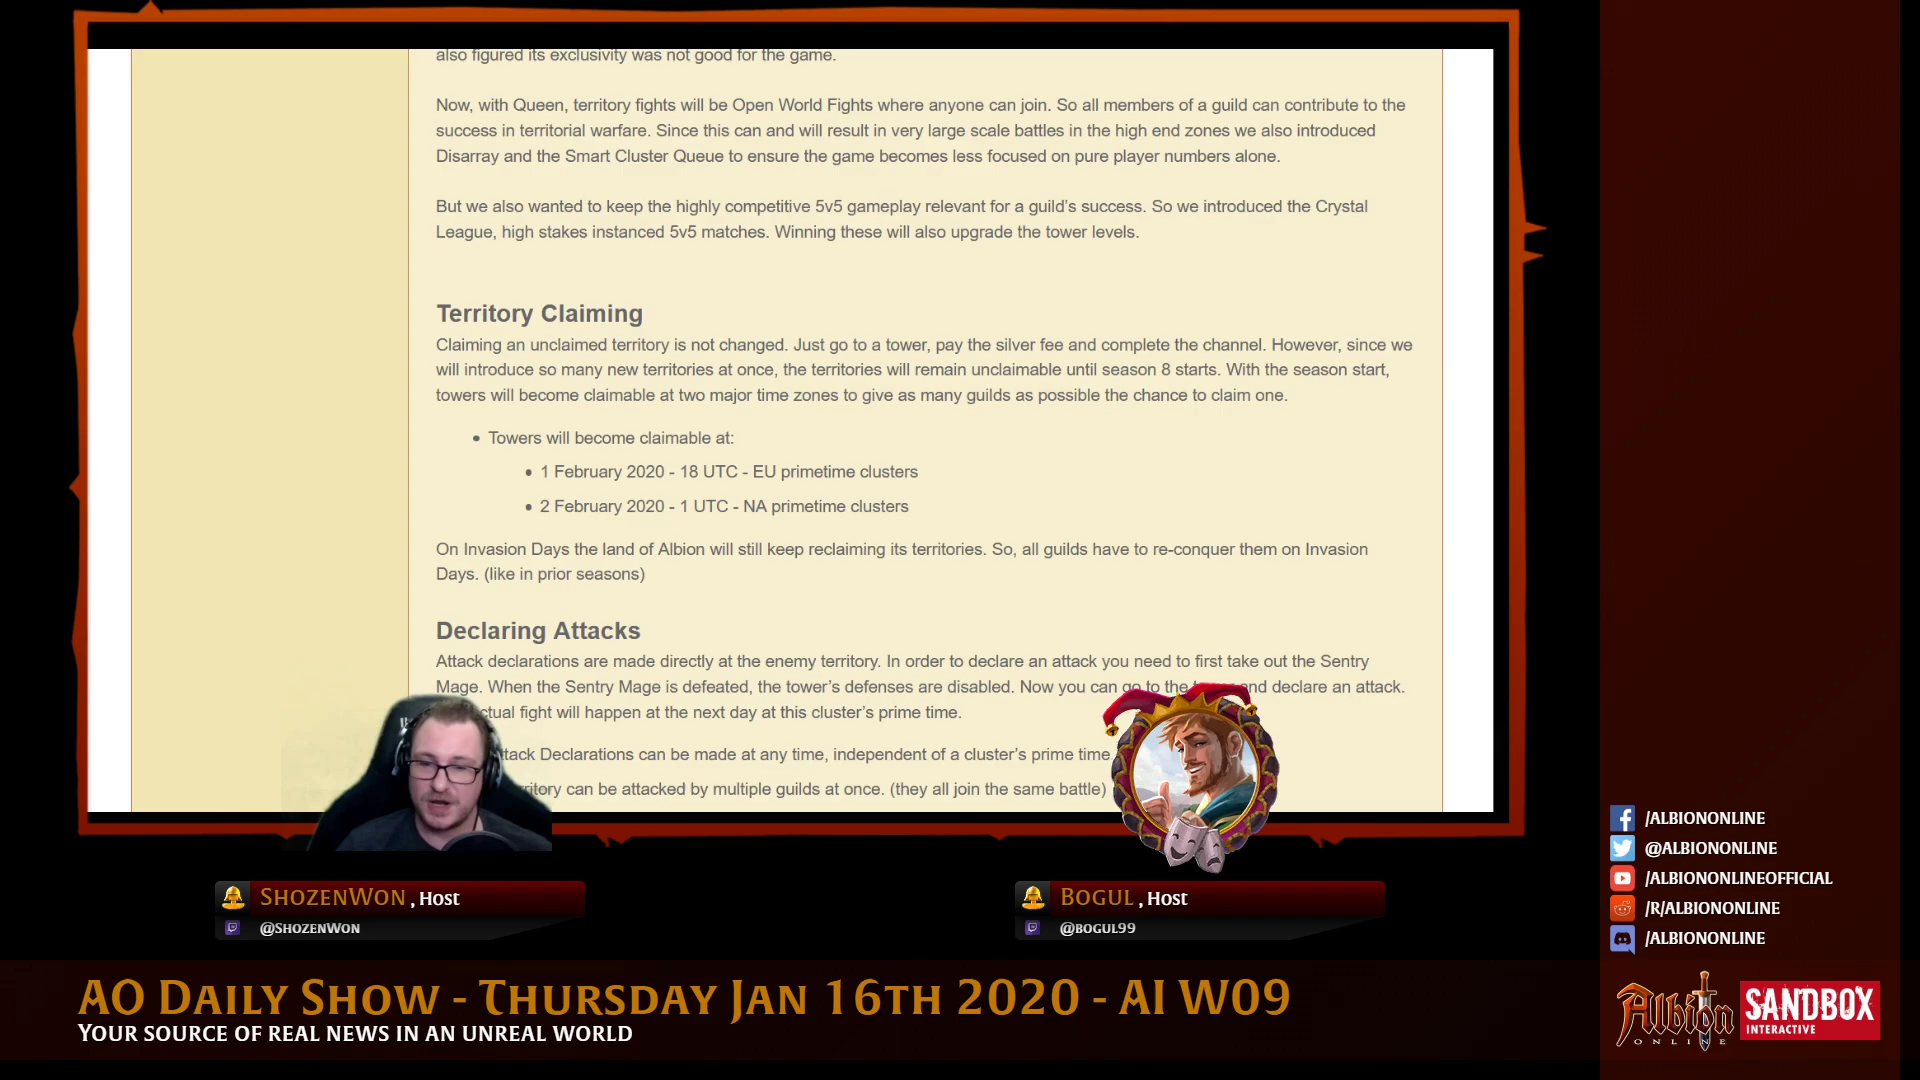 also figured its exclusivity was not good for the game.
Now, with Queen, territory fights will be Open World Fights where anyone can join. So all members of a guild can contribute to the
success in territorial warfare. Since this can and will result in very large scale battles in the high end zones we also introduced
Disarray and the Smart Cluster Queue to ensure the game becomes less focused on pure player numbers alone.
But we also wanted to keep the highly competitive 5v5 gameplay relevant for a guild’s success. So we introduced the Crystal
League, high stakes instanced 5v5 matches. Winning these will also upgrade the tower levels.
Territory Claiming
Claiming an unclaimed territory is not changed. Just go to a tower, pay the silver fee and complete the channel. However, since we
will introduce so many new territories at once, the territories will remain unclaimable until season 8 starts. With the season start,
towers will become claimable at two major time zones to give as many guilds as possible the chance to claim one.
• Towers will become claimable at:
• 1 February 2020 - 18 UTC - EU primetime clusters
• 2 February 2020 - 1 UTC - NA primetime clusters
On Invasion Days the land of Albion will still keep reclaiming its territories. So, all guilds have to re-conquer them on Invasion
Days. (like in prior seasons)
Declaring Attacks
Attack declarations are made directly at the enemy territory. In order to declare an attack you need to first take out the Sentry
Mage. When the Sentry Mage is defeated, the tower’s defenses are disabled. Now you can go to the and declare an attack.
fight will happen at the next day at this cluster’s prime time.
Declarations can be made at any time, independent of a cluster’s prime time
can be attacked by multiple guilds at once. (they all join the same battle)
ShozenWon , Host
@ShozenWon
Bogul , Host
@bogul99
/AlbionOnline
@AlbionOnline
/AlbionOnlineOfficial
/r/AlbionOnline
/AlbionOnline
AO Daily Show - Thursday Jan 16th 2020 - AI W09
Your source of real news in an unreal world
Albion
ONLINE
SANDBOX
INTERACTIVE